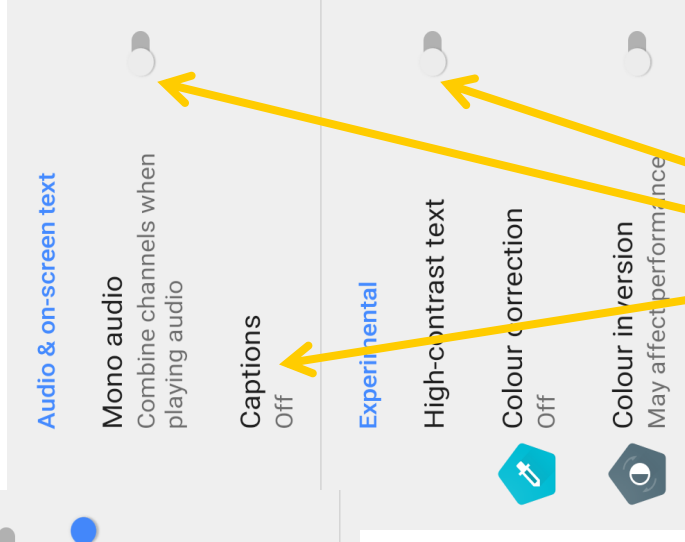 Audio & on-screen text
Mono audio
Combine channels when
playing audio
Captions
Off
Experimental
High-contrast text
Colour correction
Off
Colour inversion
May affect performance